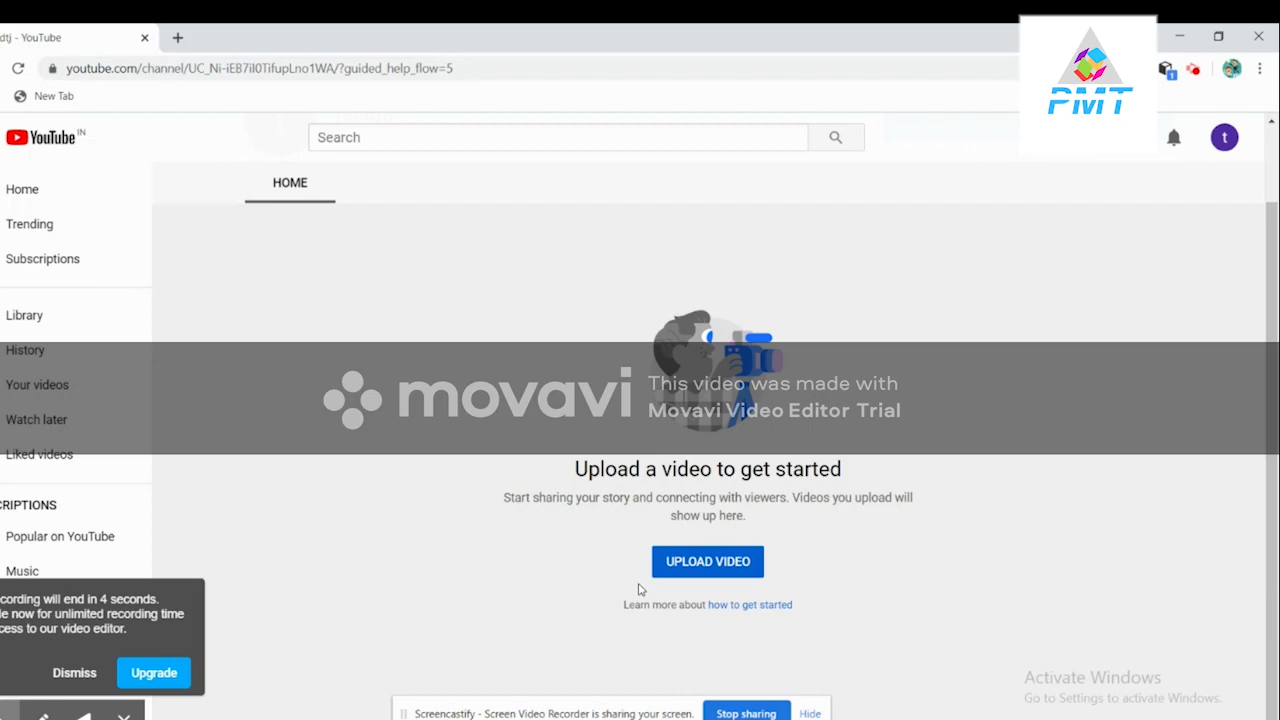 dtj - YouTube
youtube.com/channel/UC_Ni-iEB7iI0TifupLno1WA/?guided_help_flow=5
New Tab
PMT
1
YouTube IN
Search
t
HOME
Home
Trending
Subscriptions
Library
History
Your videos
Watch later
Liked videos
CRIPTIONS
Popular on YouTube
Music
movavi
This video was made with
Movavi Video Editor Trial
Upload a video to get started
Start sharing your story and connecting with viewers. Videos you upload will
show up here.
UPLOAD VIDEO
Learn more about how to get started
cording will end in 4 seconds.
le now for unlimited recording time
cess to our video editor.
Dismiss
Upgrade
Activate Windows
Go to Settings to activate Windows.
Screencastify - Screen Video Recorder is sharing your screen.
Stop sharing
Hide